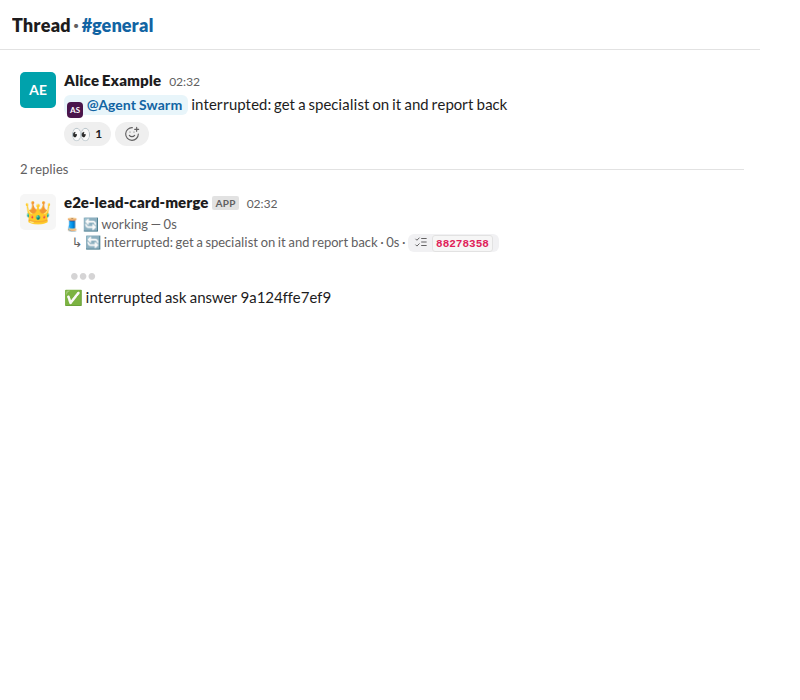 Thread • #general
AE
Alice Example 02:32
AS @Agent Swarm interrupted: get a specialist on it and report back
👀 1
2 replies
e2e-lead-card-merge APP 02:32
🧵 🔄 working — 0s
↳ 🔄 interrupted: get a specialist on it and report back · 0s · 88278358
✅ interrupted ask answer 9a124ffe7ef9